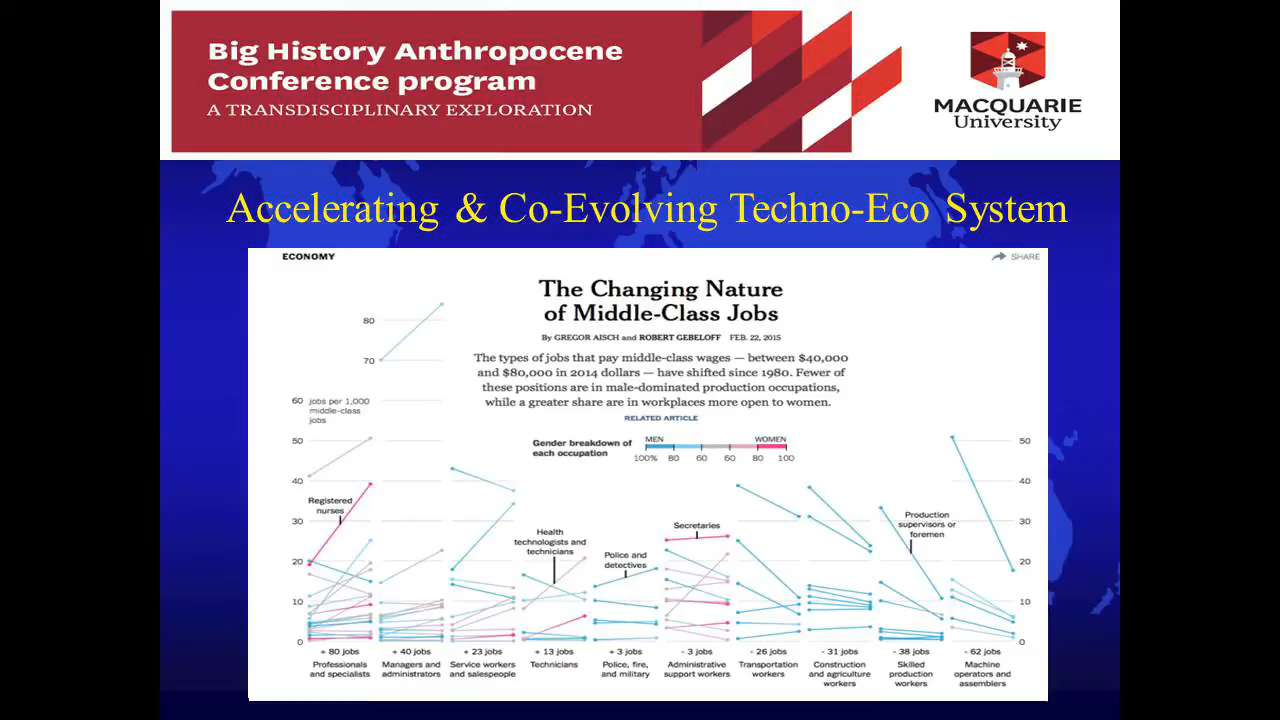 Big History Anthropocene
Conference program
A TRANSDISCIPLINARY EXPLORATION
MACQUARIE
University
Accelerating & Co-Evolving Techno-Eco System
ECONOMY
SHARE
The Changing Nature
of Middle-Class Jobs
By GREGOR AISCH and ROBERT GEBELOFF FEB. 22, 2015
The types of jobs that pay middle-class wages — between $40,000
and $80,000 in 2014 dollars — have shifted since 1980. Fewer of
these positions are in male-dominated production occupations,
while a greater share are in workplaces more open to women.
RELATED ARTICLE
Gender breakdown of
each occupation
MEN WOMEN
100% 80 60 60 80 100
80
70
60 jobs per 1,000
middle-class
jobs
50 50
40 40
30 30
20 20
10 10
0 0
Registered
nurses
Health
technologists and
technicians
Police and
detectives
Secretaries
Production
supervisors or
foremen
+ 80 jobs
Professionals
and specialists
+ 40 jobs
Managers and
administrators
+ 23 jobs
Service workers
and salespeople
+ 13 jobs
Technicians
+ 3 jobs
Police, fire,
and military
- 3 jobs
Administrative
support workers
- 26 jobs
Transportation
workers
- 31 jobs
Construction
and agriculture
workers
- 38 jobs
Skilled
production
workers
- 62 jobs
Machine
operators and
assemblers